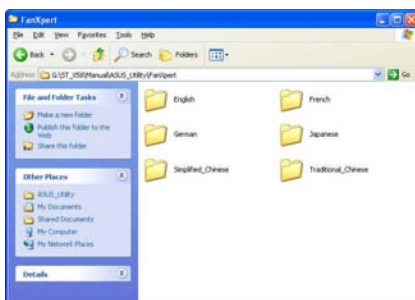 FanXpert
File Edit View Favorites Tools Help
Back Search Folders
Address G:\ST_X58\Manual\ASUS_Utility\FanXpert Go
File and Folder Tasks
Make a new folder
Publish this folder to the Web
Share this folder
Other Places
ASUS_Utility
My Documents
Shared Documents
My Computer
My Network Places
Details
English
French
German
Japanese
Simplified_Chinese
Traditional_Chinese